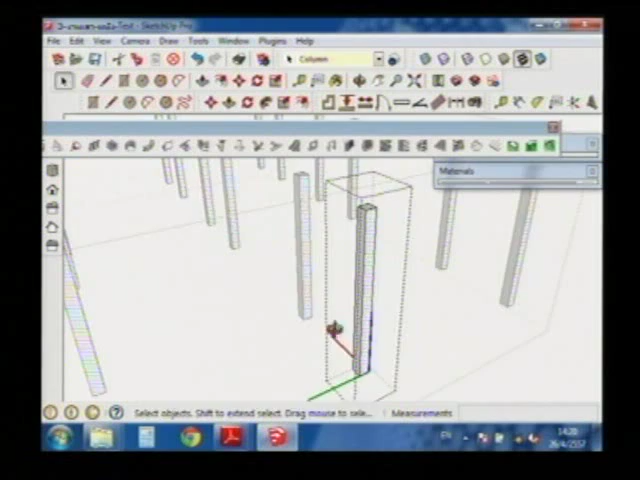 Test - SketchUp Pro
File Edit View Camera Draw Tools Window Plugins Help
Column
Materials
Select objects. Shift to extend select. Drag mouse to sele...
Measurements
EN
14:20
26/4/2557